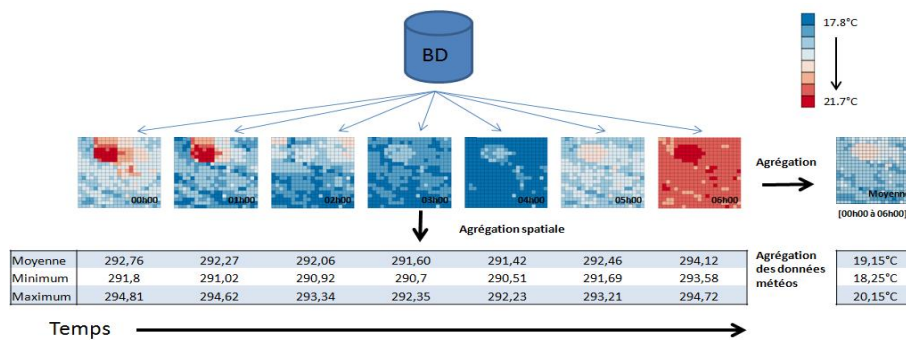 BD
17.8°C
21.7°C
00h00
01h00
02h00
03h00
04h00
05h00
06h00
Agrégation
Moyenne
[00h00 à 06h00]
Agrégation spatiale
Moyenne 292,76 292,27 292,06 291,60 291,42 292,46 294,12
Minimum 291,8 291,02 290,92 290,7 290,51 291,69 293,58
Maximum 294,81 294,62 293,34 292,35 292,23 293,21 294,72
Agrégation
des données
météos
19,15°C
18,25°C
20,15°C
Temps